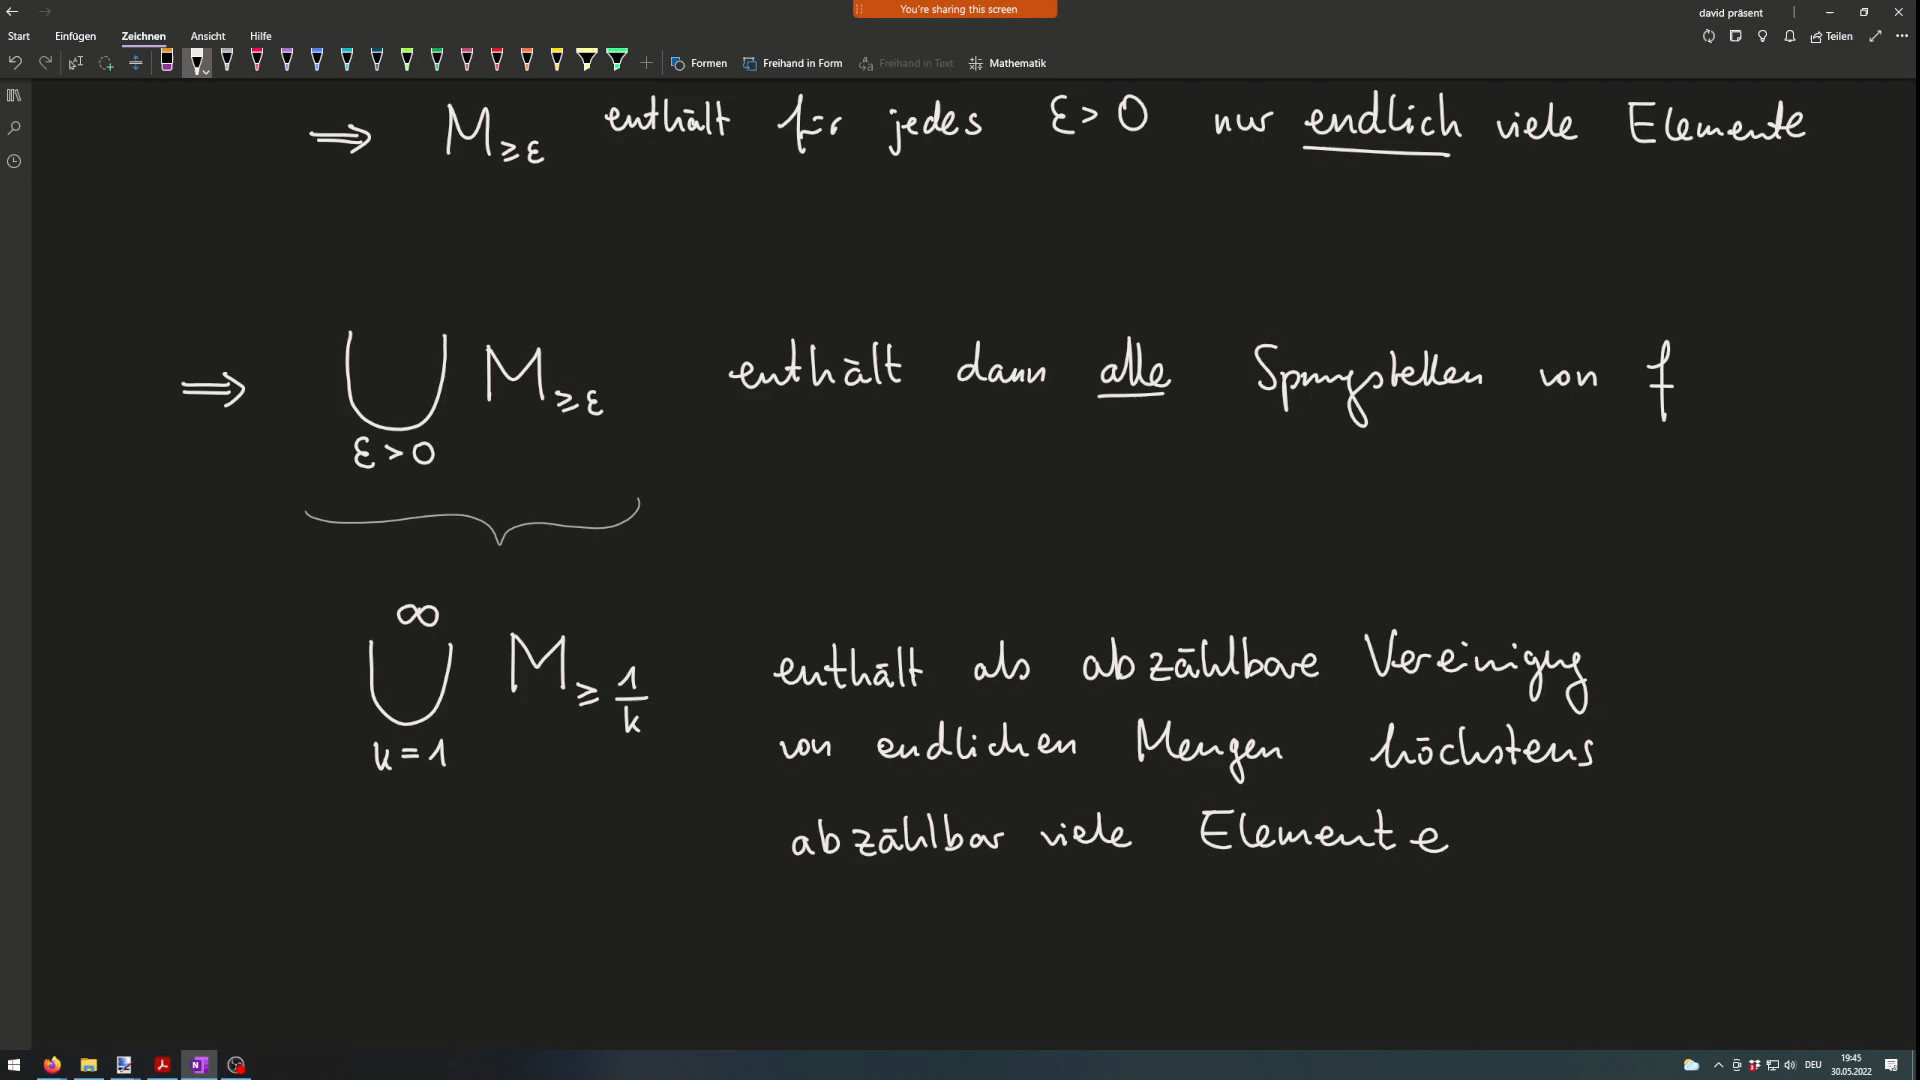 You're sharing this screen
david präsent
Start Einfügen Zeichnen Ansicht Hilfe
Teilen
Formen Freihand in Form Freihand in Text Mathematik
⟹ M≥ε enthält für jedes ε > 0 nur endlich viele Elemente
⟹ ⋃ M≥ε enthält dann alle Sprungstellen von f
ε > 0
∞
⋃ M≥ 1/k enthält als abzählbare Vereinigung
k = 1 von endlichen Mengen höchstens
abzählbar viele Elemente
DEU
19:45
30.05.2022